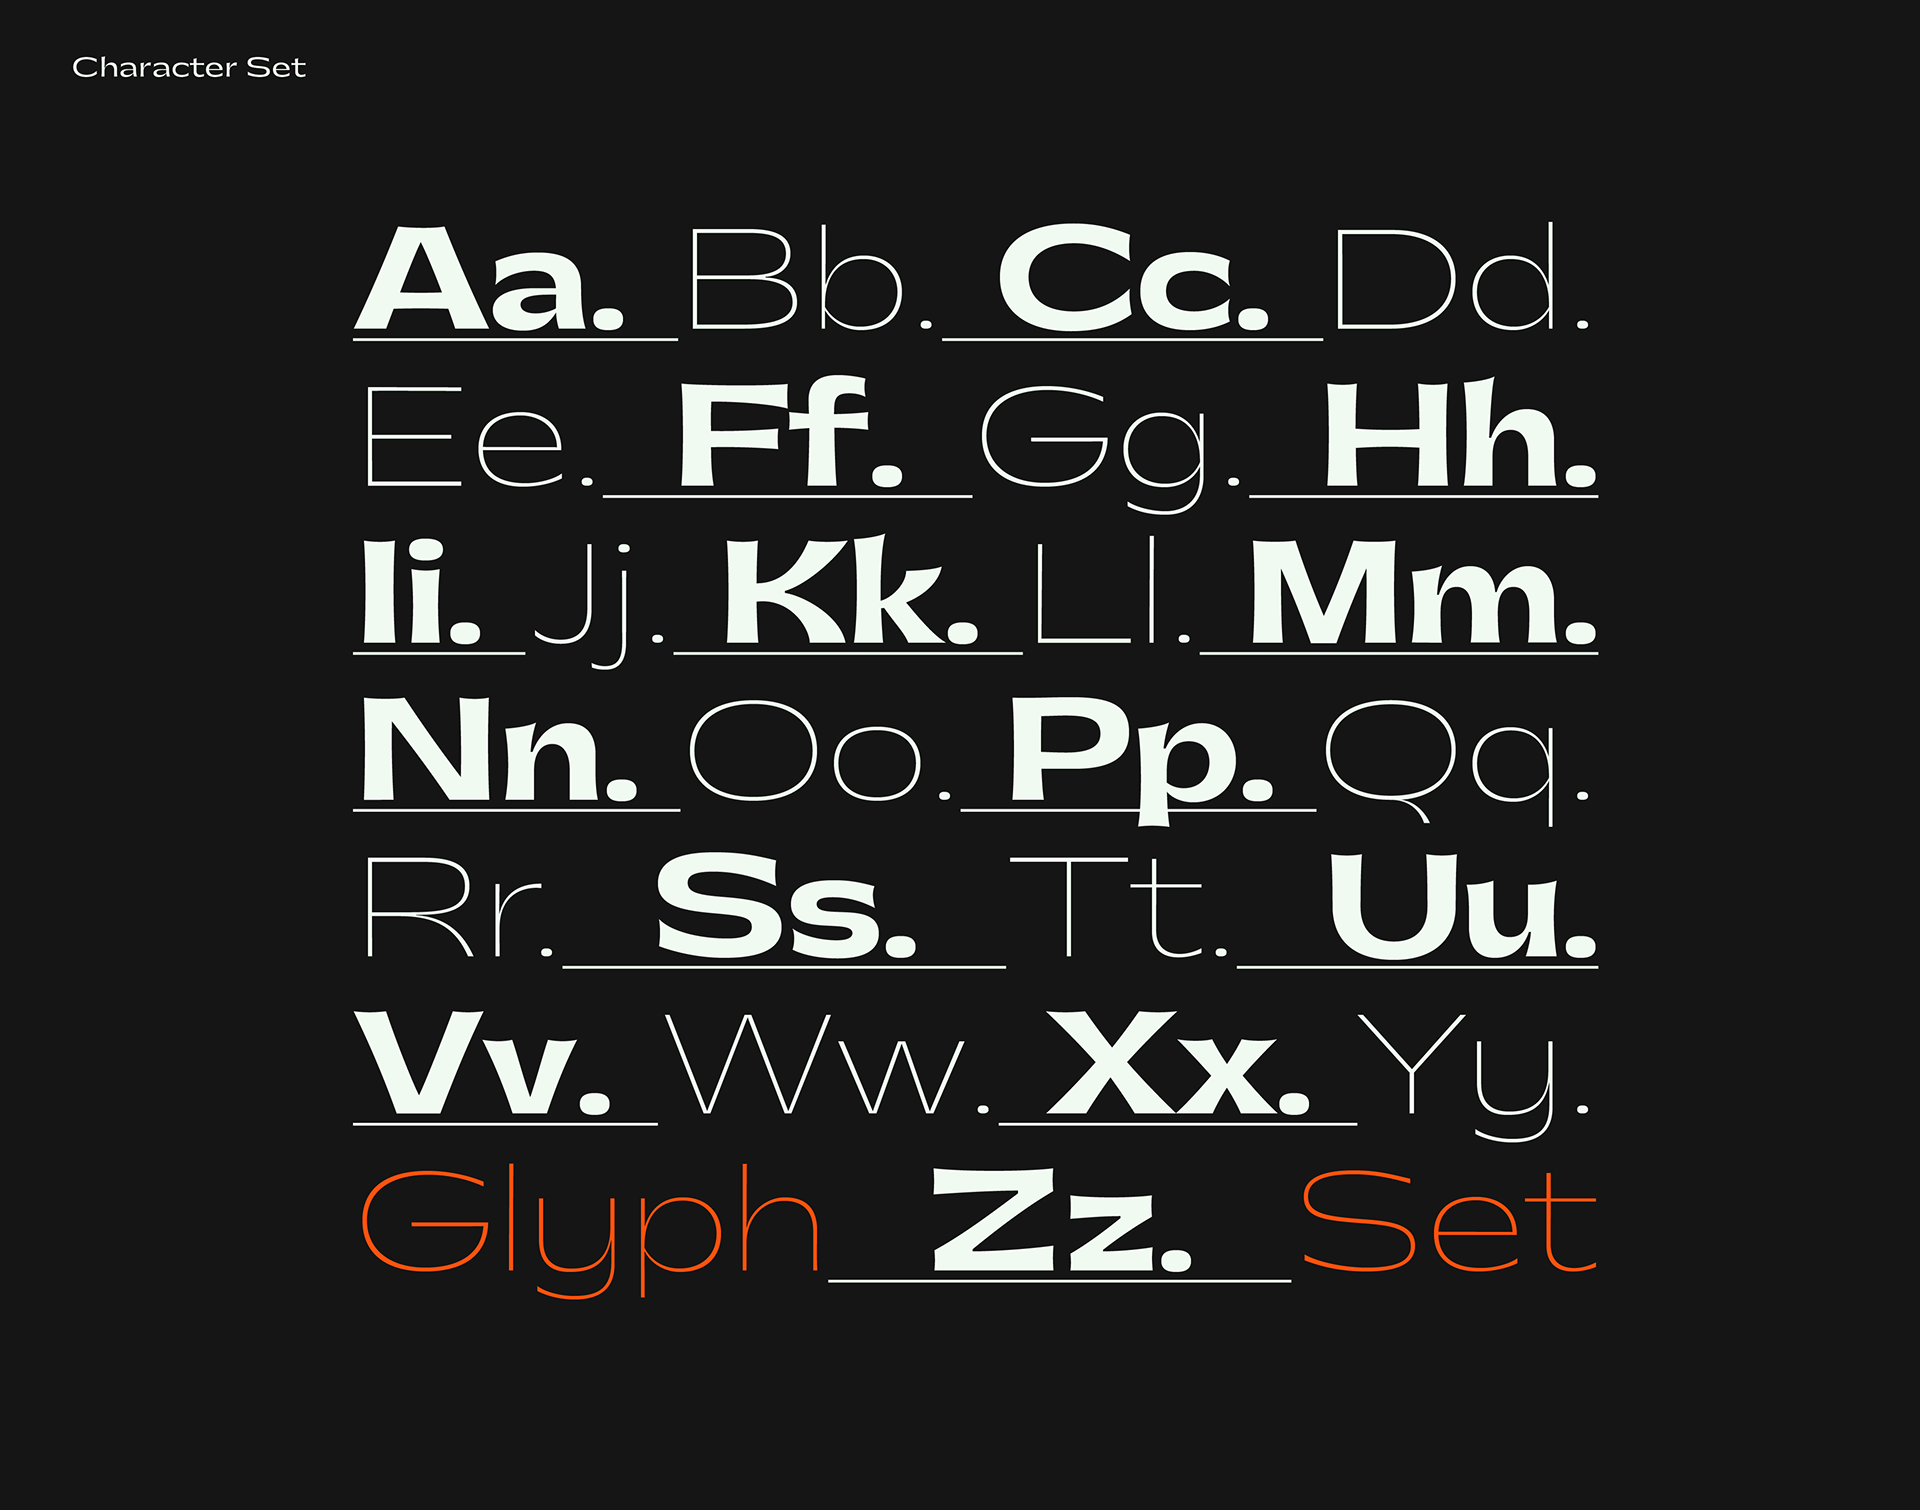 Character Set
Aa. Bb. Cc. Dd.
Ee. Ff. Gg. Hh.
Ii. Jj. Kk. Ll. Mm.
Nn. Oo. Pp. Qq.
Rr. Ss. Tt. Uu.
Vv. Ww. Xx. Yy.
Glyph Zz. Set